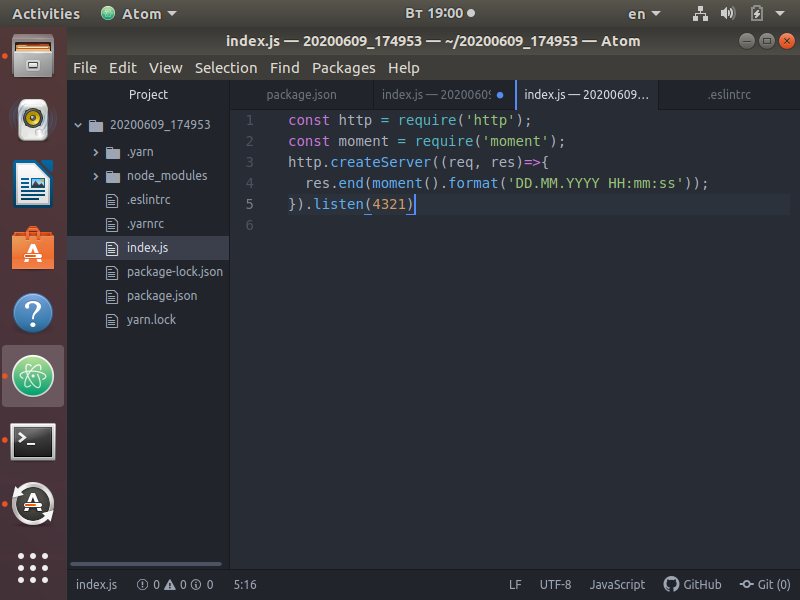 Activities
Atom
Вт 19:00
en
index.js — 20200609_174953 — ~/20200609_174953 — Atom
File Edit View Selection Find Packages Help
Project
package.json
index.js — 20200609
index.js — 20200609…
.eslintrc
20200609_174953
.yarn
node_modules
.eslintrc
.yarnrc
index.js
package-lock.json
package.json
yarn.lock
1 const http = require('http');
2 const moment = require('moment');
3 http.createServer((req, res)=>{
4 res.end(moment().format('DD.MM.YYYY HH:mm:ss'));
5 }).listen(4321)
6
index.js 0 0 0 5:16 LF UTF-8 JavaScript GitHub Git (0)